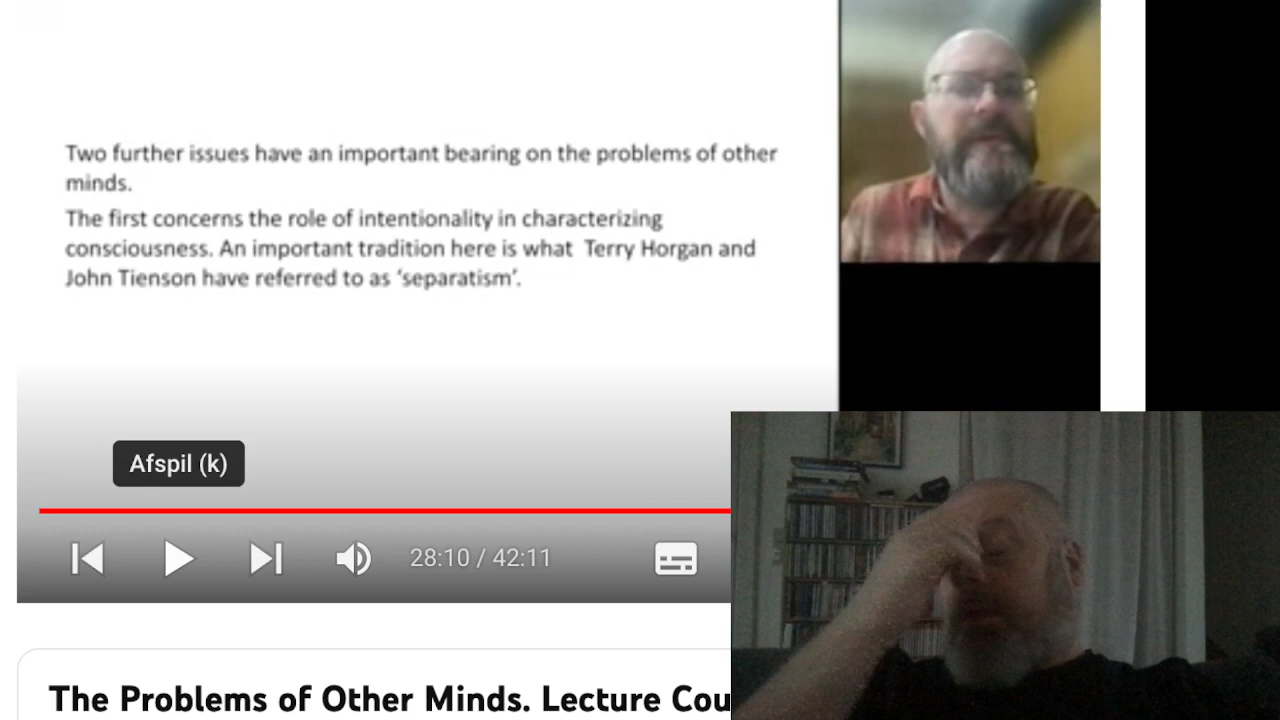 Two further issues have an important bearing on the problems of other
minds.
The first concerns the role of intentionality in characterizing
consciousness. An important tradition here is what Terry Horgan and
John Tienson have referred to as ‘separatism’.
Afspil (k)
28:10 / 42:11
The Problems of Other Minds. Lecture Cou